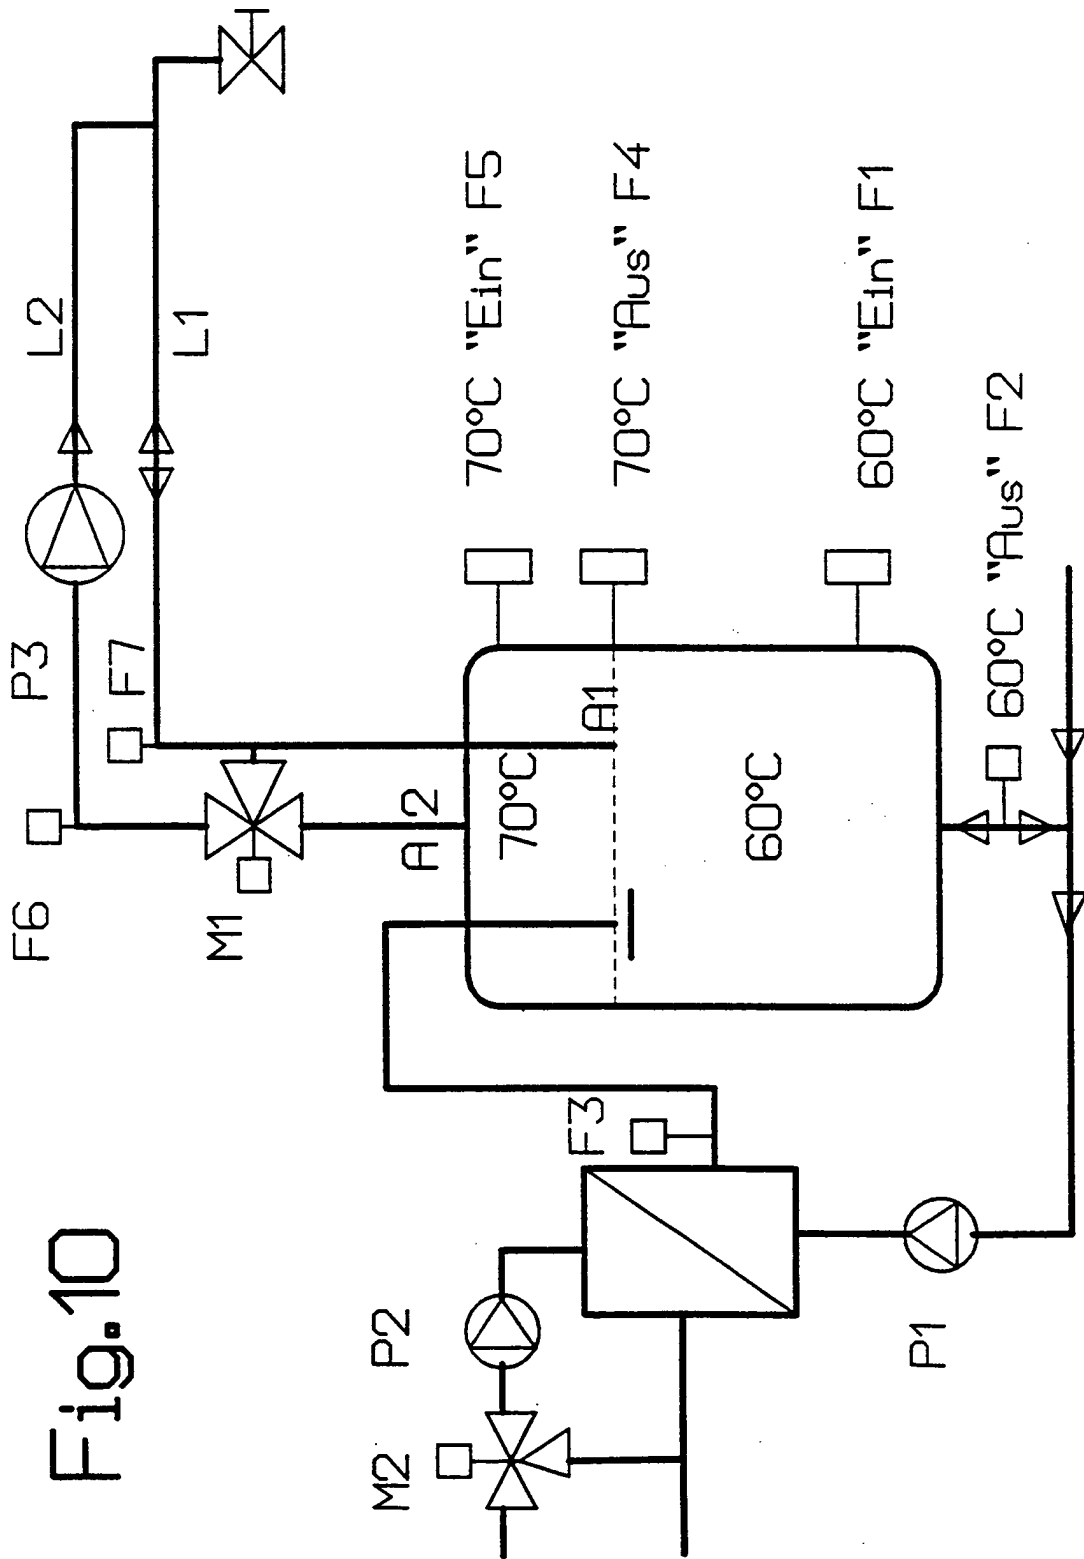 Fig.10
F6
P3
L2
F7
L1
M1
A2
70°C
A1
60°C
70°C "Ein" F5
70°C "Aus" F4
60°C "Ein" F1
60°C "Aus" F2
F3
P2
M2
P1